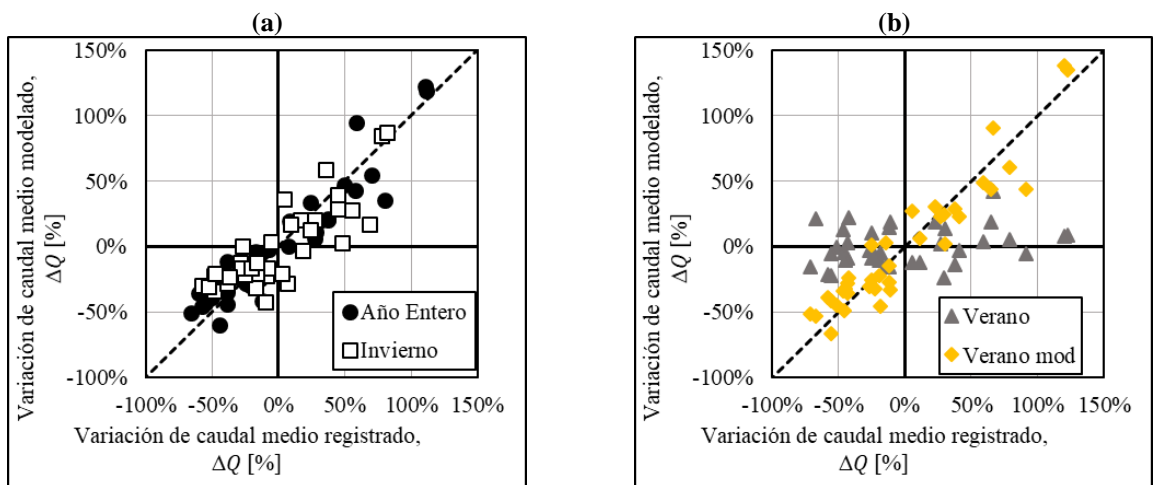 (a)
Variación de caudal medio modelado,
ΔQ [%]
150%
100%
50%
0%
-50%
-100%
Año Entero
Invierno
-100% -50% 0% 50% 100% 150%
Variación de caudal medio registrado,
ΔQ [%]
(b)
Variación de caudal medio modelado,
ΔQ [%]
150%
100%
50%
0%
-50%
-100%
Verano
Verano mod
-100% -50% 0% 50% 100% 150%
Variación de caudal medio registrado,
ΔQ [%]